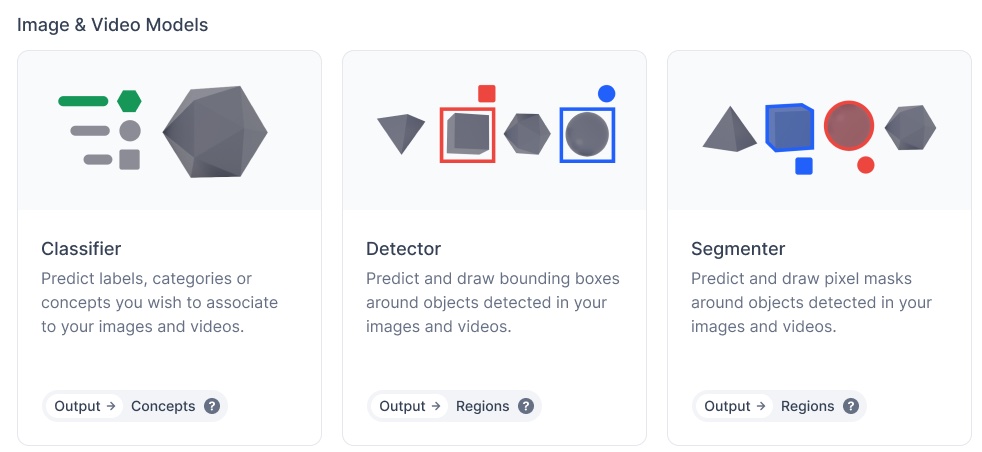 Image & Video Models
Classifier
Predict labels, categories or
concepts you wish to associate
to your images and videos.
Output → Concepts ?
Detector
Predict and draw bounding boxes
around objects detected in your
images and videos.
Output → Regions ?
Segmenter
Predict and draw pixel masks
around objects detected in your
images and videos.
Output → Regions ?